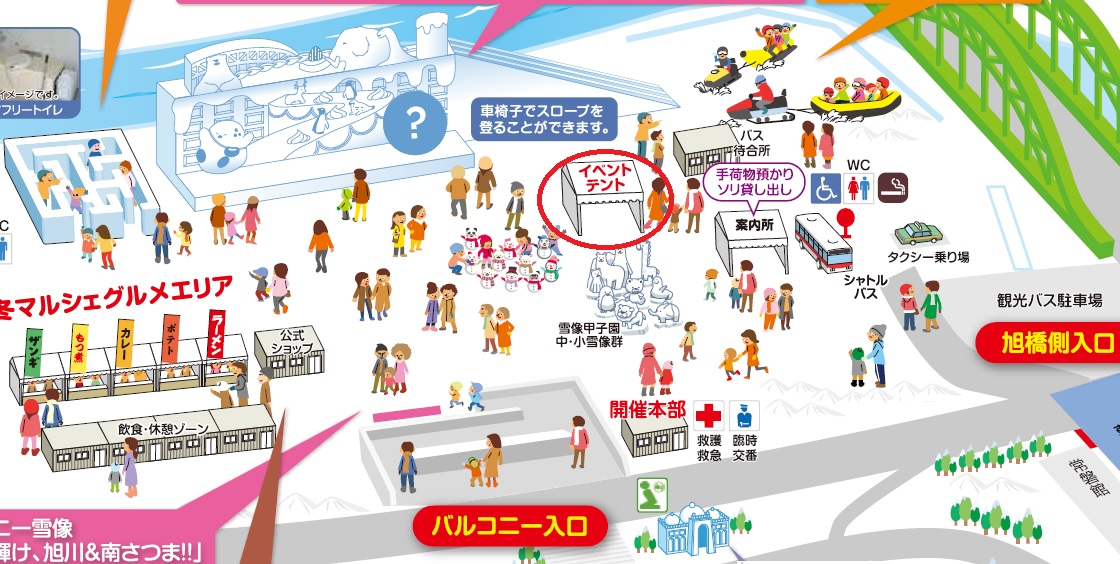 イメージです。
フリートイレ
?
車椅子でスロープを
登ることができます。
バス
待合所
イベント
テント
手荷物預かり
ソリ貸し出し
WC
案内所
シャトル
バス
タクシー乗り場
観光バス駐車場
旭橋側入口
C
冬マルシェグルメエリア
ザンギ
もつ煮
カレー
ポテト
ラーメン
公式
ショップ
飲食・休憩ゾーン
雪像甲子園
中・小雪像群
開催本部
救護
救急
臨時
交番
常磐館
バルコニー入口
ニー雪像
輝け、旭川&南さつま!!」